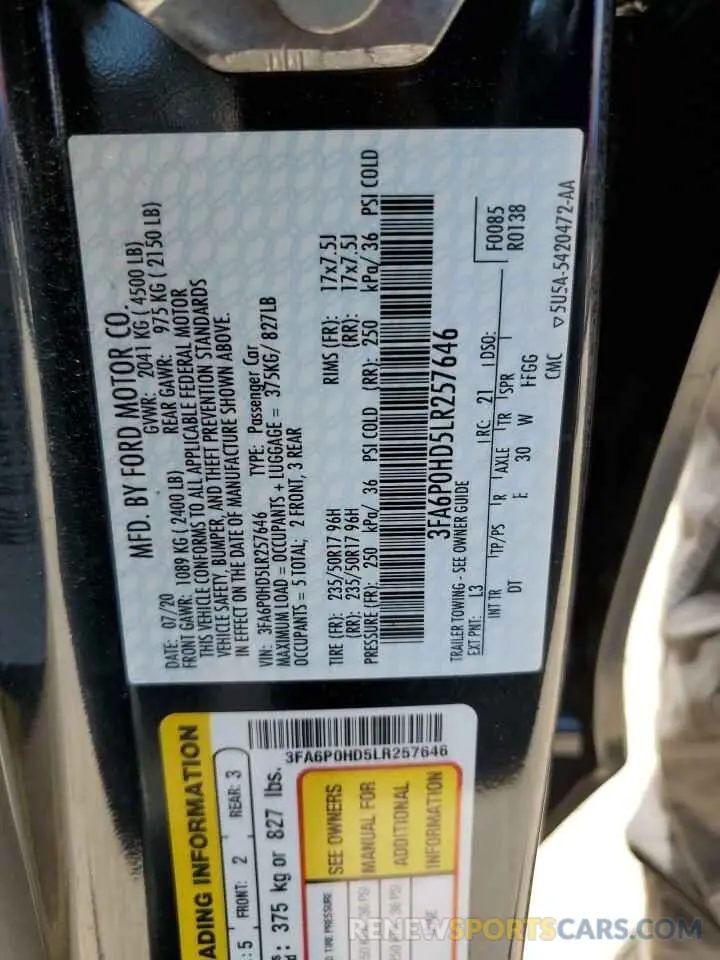 MFD. BY FORD MOTOR CO.
DATE: 07/20 GVWR: 2041 KG ( 4500 LB)
FRONT GAWR: 1089 KG (2400 LB) REAR GAWR: 975 KG ( 2150 LB)
THIS VEHICLE CONFORMS TO ALL APPLICABLE FEDERAL MOTOR
VEHICLE SAFETY, BUMPER, AND THEFT PREVENTION STANDARDS
IN EFFECT ON THE DATE OF MANUFACTURE SHOWN ABOVE.
VIN: 3FA6P0HD5LR257646 TYPE: Passenger Car
MAXIMUM LOAD = OCCUPANTS + LUGGAGE = 375KG/ 827LB
OCCUPANTS = 5 TOTAL; 2 FRONT, 3 REAR
TIRE (FR): 235/50R17 96H RIMS (FR): 17x7.5J
(RR): 235/50R17 96H (RR): 17x7.5J
PRESSURE (FR): 250 kPa/ 36 PSI COLD (RR): 250 kPa/ 36 PSI COLD
3FA6P0HD5LR257646
TRAILER TOWING - SEE OWNER GUIDE
EXT PNT: L3 RC: 21 DSO: F0085
R0138
INT TR TP/PS R AXLE TR SPR
DT E 30 W FFGG
CMC 5U5A-5420472-AA
3FA6P0HD5LR257646
ADING INFORMATION
: 5 FRONT: 2 REAR: 3
: 375 kg or 827 lbs.
SEE OWNERS
MANUAL FOR
ADDITIONAL
INFORMATION
TIRE PRESSURE
RENEWSPORTSCARS.COM